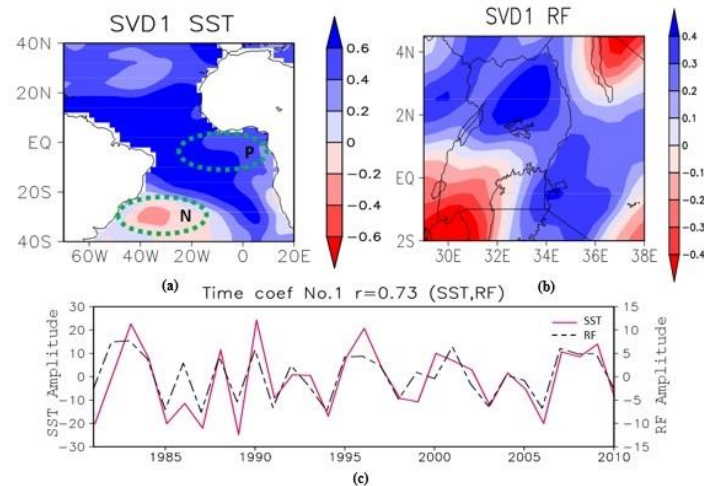 SVD1 SST
SVD1 RF
40N
20N
EQ
20S
40S
60W
40W
20W
0
20E
P
N
0.6
0.4
0.2
0
−0.2
−0.4
−0.6
(a)
4N
2N
EQ
2S
30E
32E
34E
36E
38E
0.4
0.3
0.2
0.1
0
−0.1
−0.2
−0.3
−0.4
(b)
Time coef No.1 r=0.73 (SST,RF)
SST Amplitude
30
20
10
0
−10
−20
−30
SST
RF
15
10
5
0
−5
−10
−15
RF Amplitude
1985
1990
1995
2000
2005
2010
(c)